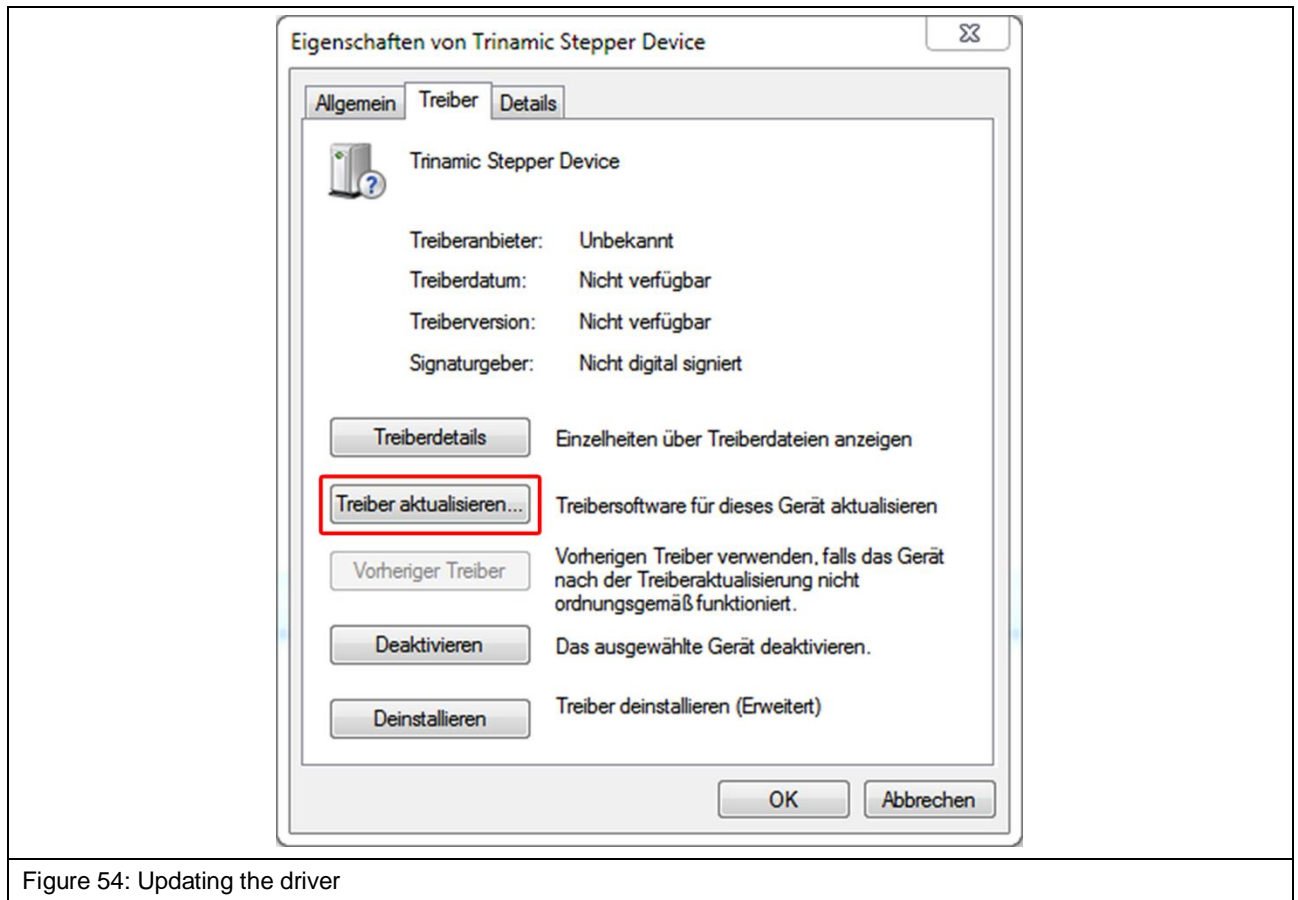 Eigenschaften von Trinamic Stepper Device
Allgemein Treiber Details
Trinamic Stepper Device
Treiberanbieter: Unbekannt
Treiberdatum: Nicht verfügbar
Treiberversion: Nicht verfügbar
Signaturgeber: Nicht digital signiert
Treiberdetails Einzelheiten über Treiberdateien anzeigen
Treiber aktualisieren... Treibersoftware für dieses Gerät aktualisieren
Vorheriger Treiber Vorherigen Treiber verwenden, falls das Gerät
nach der Treiberaktualisierung nicht
ordnungsgemäß funktioniert.
Deaktivieren Das ausgewählte Gerät deaktivieren.
Deinstallieren Treiber deinstallieren (Erweitert)
OK Abbrechen
Figure 54: Updating the driver